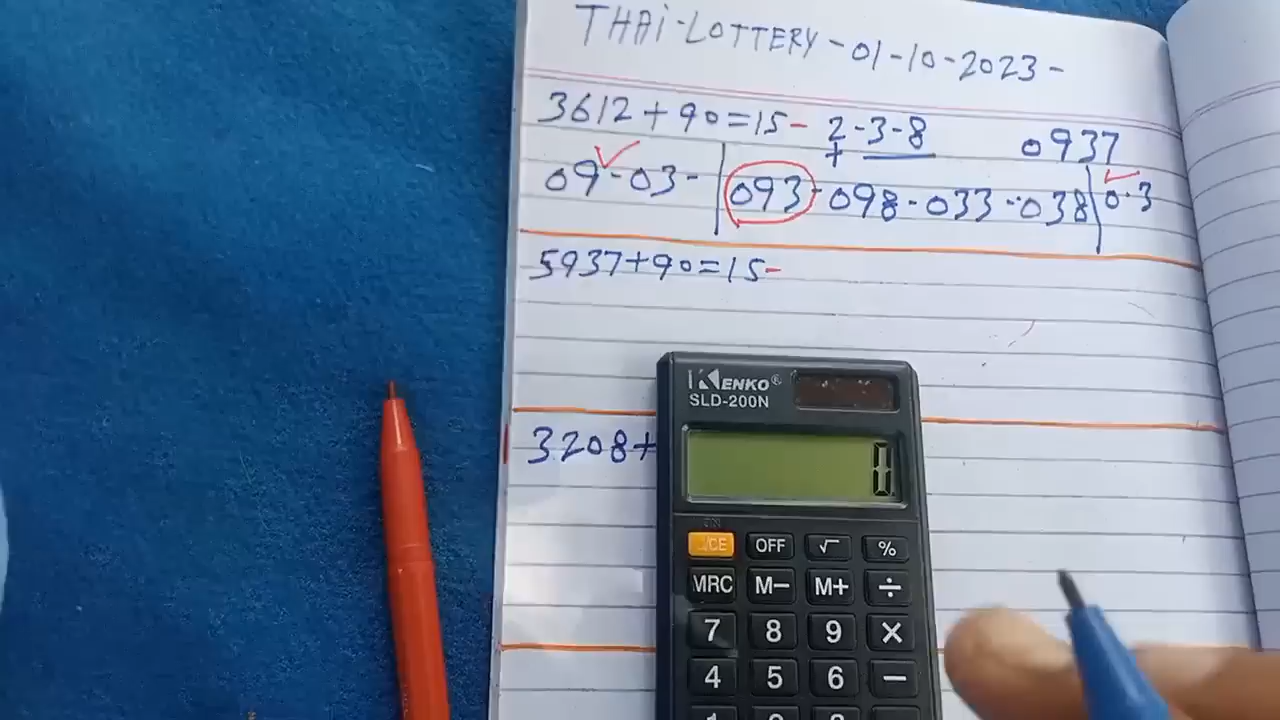 THAI-LOTTERY-01-10-2023-
3612+90=15- 2-3-8 0937
+
09-03- 093-098-033-038 0.3
5937+90=15-
3208+
KENKO®
SLD-200N
0
OFF √ %
MRC M− M+ ÷
7 8 9 ×
4 5 6 −